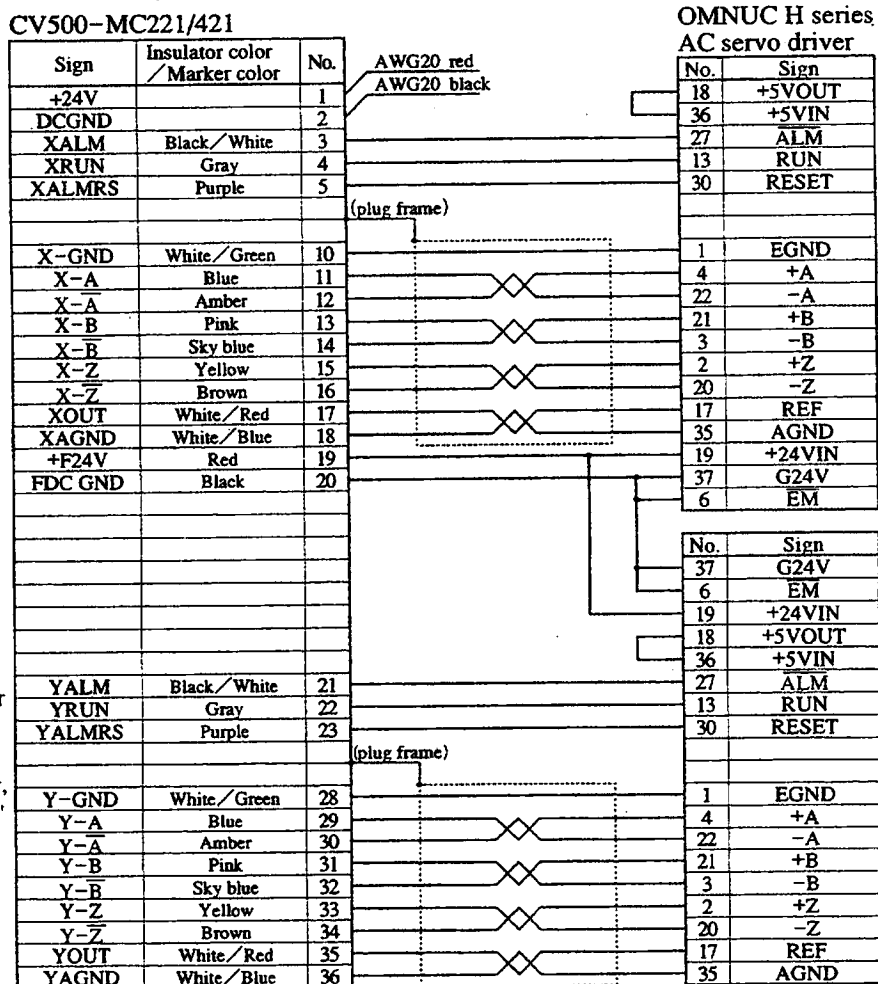 CV500-MC221/421
OMNUC H series
AC servo driver
Sign Insulator color ／Marker color No.
+24V 1
DCGND 2
XALM Black／White 3
XRUN Gray 4
XALMRS Purple 5
X-GND White／Green 10
X-A Blue 11
X-A̅ Amber 12
X-B Pink 13
X-B̅ Sky blue 14
X-Z Yellow 15
X-Z̅ Brown 16
XOUT White／Red 17
XAGND White／Blue 18
+F24V Red 19
FDC GND Black 20
YALM Black／White 21
YRUN Gray 22
YALMRS Purple 23
Y-GND White／Green 28
Y-A Blue 29
Y-A̅ Amber 30
Y-B Pink 31
Y-B̅ Sky blue 32
Y-Z Yellow 33
Y-Z̅ Brown 34
YOUT White／Red 35
YAGND White／Blue 36
AWG20 red
AWG20 black
(plug frame)
(plug frame)
No. Sign
18 +5VOUT
36 +5VIN
27 A̅L̅M̅
13 RUN
30 RESET
1 EGND
4 +A
22 -A
21 +B
3 -B
2 +Z
20 -Z
17 REF
35 AGND
19 +24VIN
37 G24V
6 E̅M̅
No. Sign
37 G24V
6 E̅M̅
19 +24VIN
18 +5VOUT
36 +5VIN
27 A̅L̅M̅
13 RUN
30 RESET
1 EGND
4 +A
22 -A
21 +B
3 -B
2 +Z
20 -Z
17 REF
35 AGND